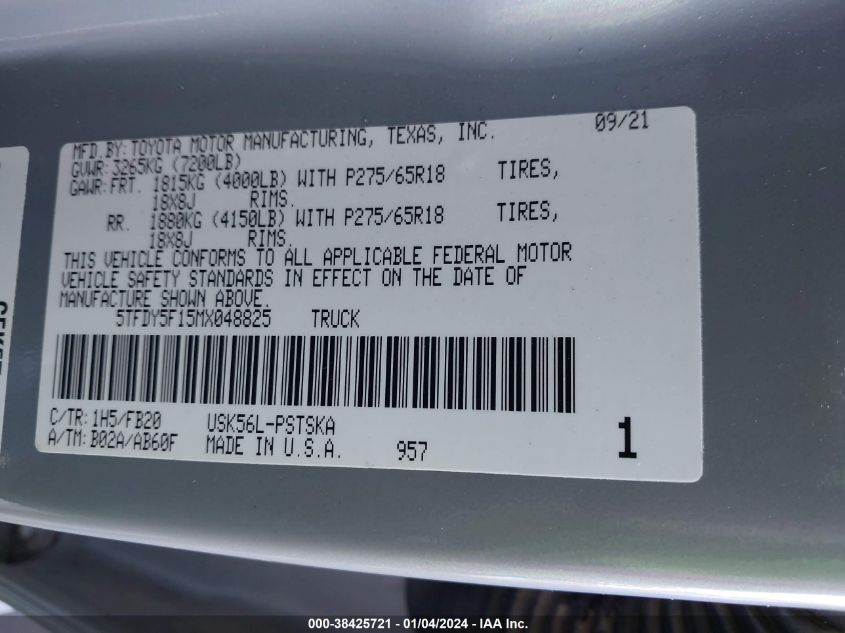 MFD.BY:TOYOTA MOTOR MANUFACTURING, TEXAS, INC. 09/21
GVWR:3265KG (7200LB)
GAWR:FRT. 1815KG (4000LB) WITH P275/65R18 TIRES,
18X8J RIMS.
RR. 1880KG (4150LB) WITH P275/65R18 TIRES,
18X8J RIMS.
THIS VEHICLE CONFORMS TO ALL APPLICABLE FEDERAL MOTOR
VEHICLE SAFETY STANDARDS IN EFFECT ON THE DATE OF
MANUFACTURE SHOWN ABOVE.
5TFDY5F15MX048825 TRUCK
C/TR:1H5/FB20 USK56L-PSTSKA
A/TM:B02A/AB60F MADE IN U.S.A. 957 1
000-38425721 - 01/04/2024 - IAA Inc.